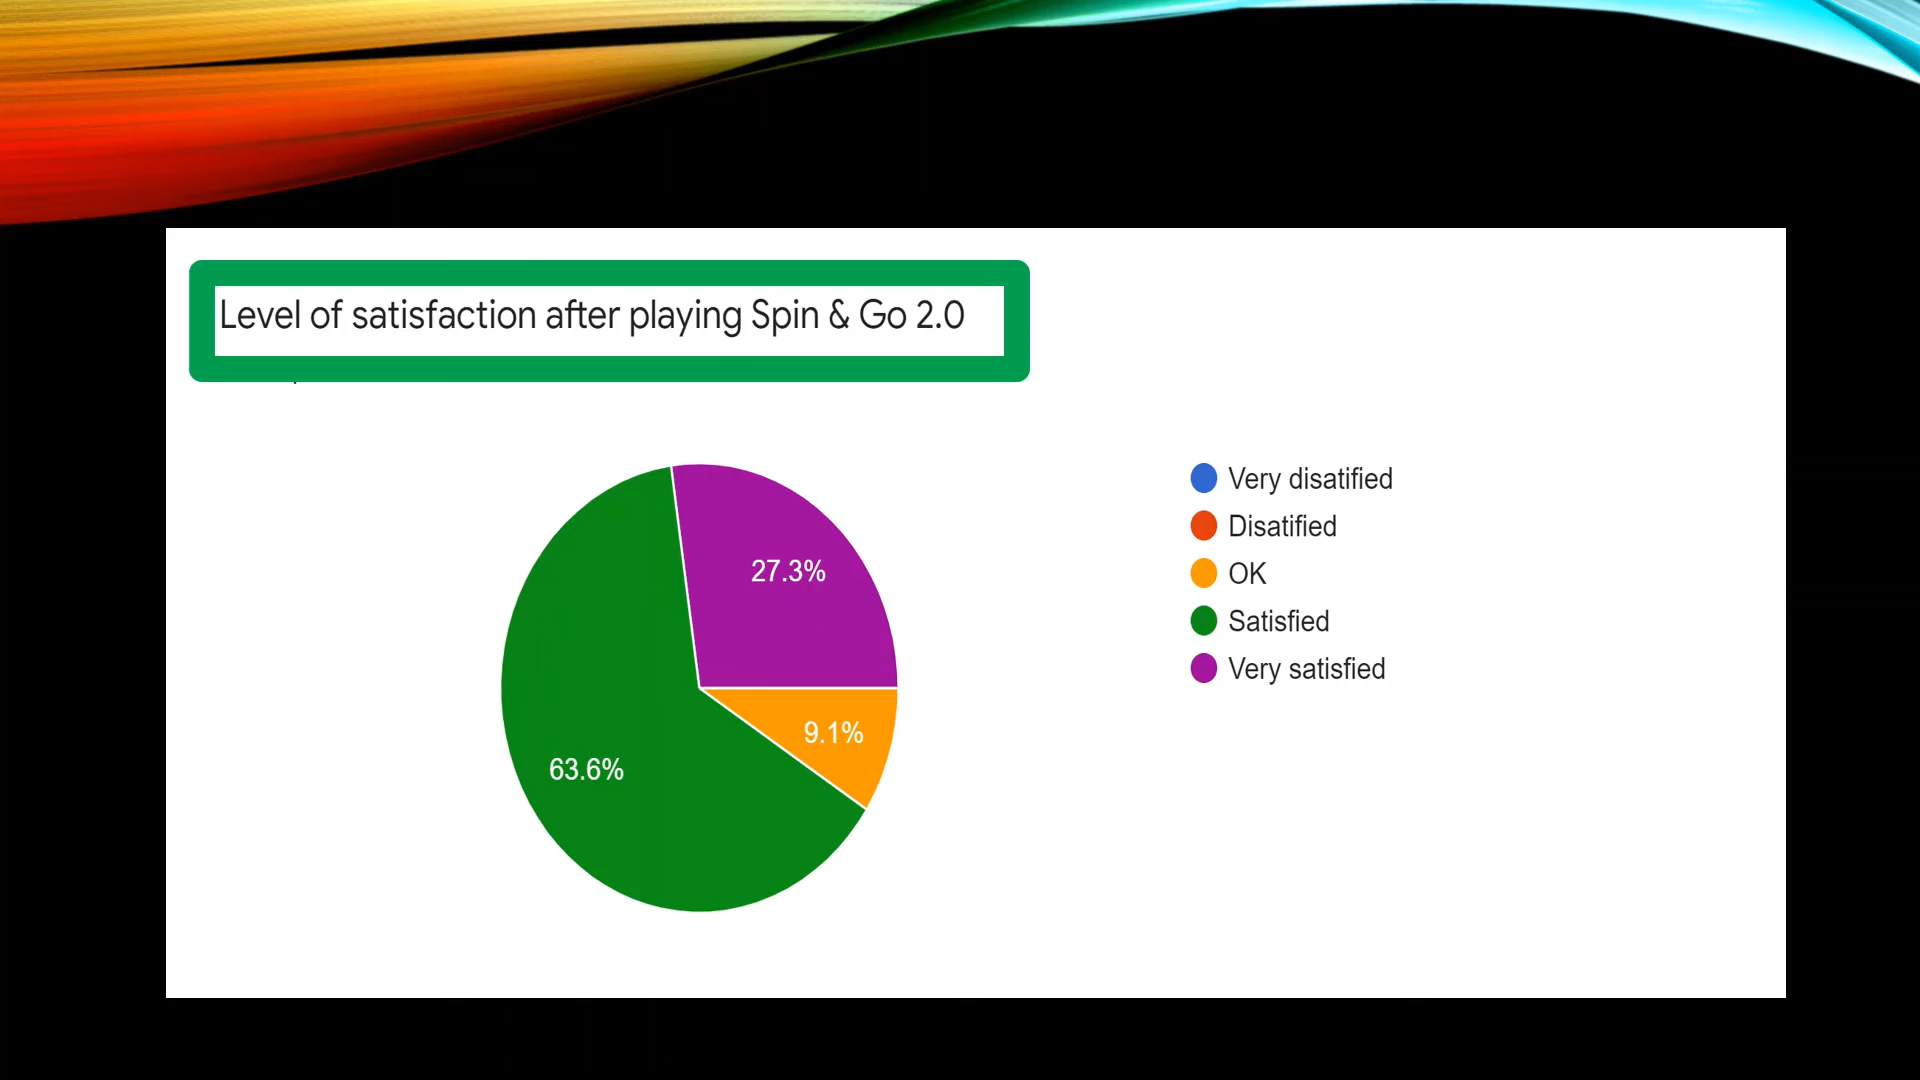 Level of satisfaction after playing Spin & Go 2.0
27.3%
9.1%
63.6%
Very disatified
Disatified
OK
Satisfied
Very satisfied